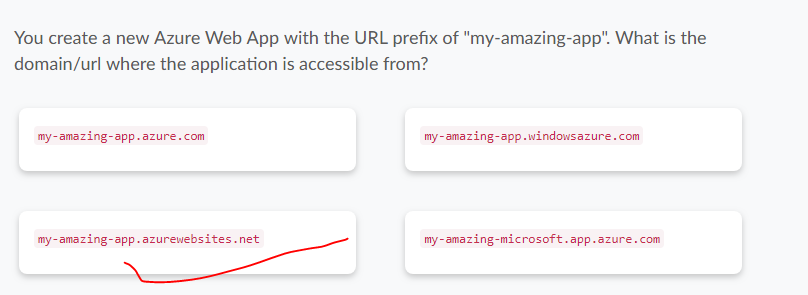 You create a new Azure Web App with the URL prefix of "my-amazing-app". What is the
domain/url where the application is accessible from?
my-amazing-app.azure.com
my-amazing-app.windowsazure.com
my-amazing-app.azurewebsites.net
my-amazing-microsoft.app.azure.com